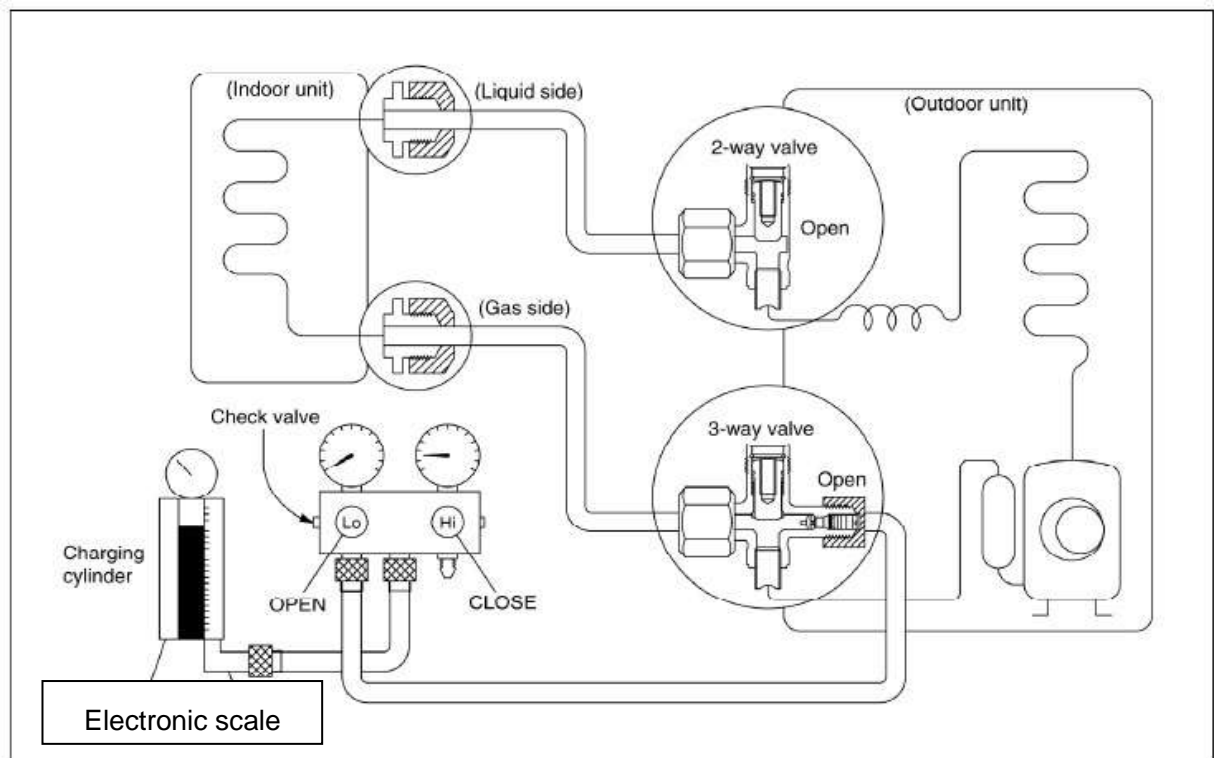 (Indoor unit)
(Liquid side)
(Outdoor unit)
2-way valve
Open
(Gas side)
Check valve
3-way valve
Open
Lo
Hi
Charging
cylinder
OPEN
CLOSE
Electronic scale